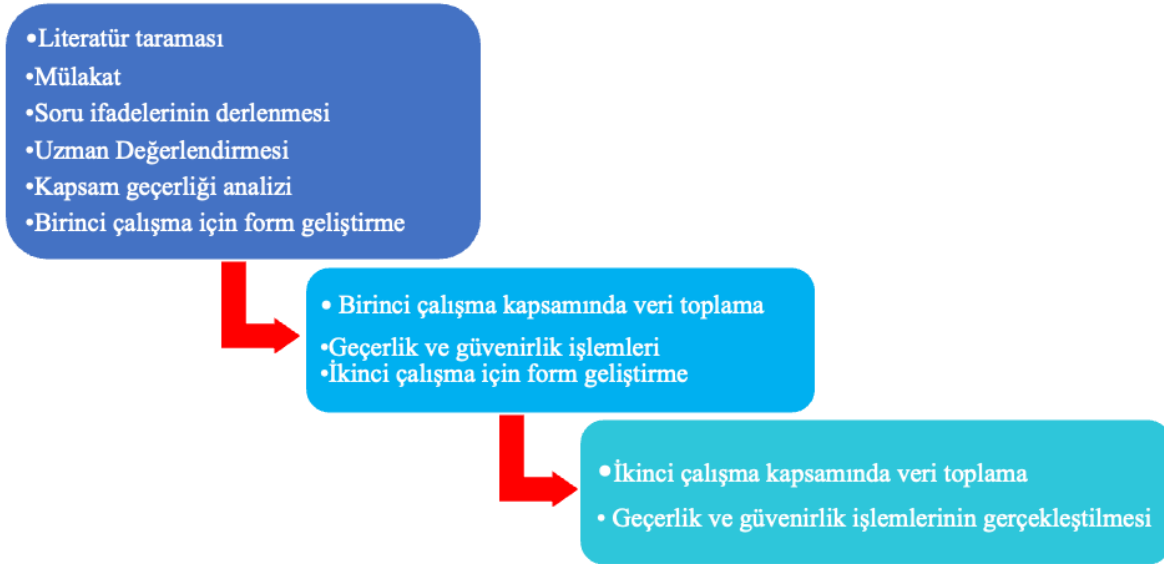 •Literatür taraması
•Mülakat
•Soru ifadelerinin derlenmesi
•Uzman Değerlendirmesi
•Kapsam geçerliği analizi
•Birinci çalışma için form geliştirme
• Birinci çalışma kapsamında veri toplama
•Geçerlik ve güvenirlik işlemleri
•İkinci çalışma için form geliştirme
•İkinci çalışma kapsamında veri toplama
• Geçerlik ve güvenirlik işlemlerinin gerçekleştilmesi